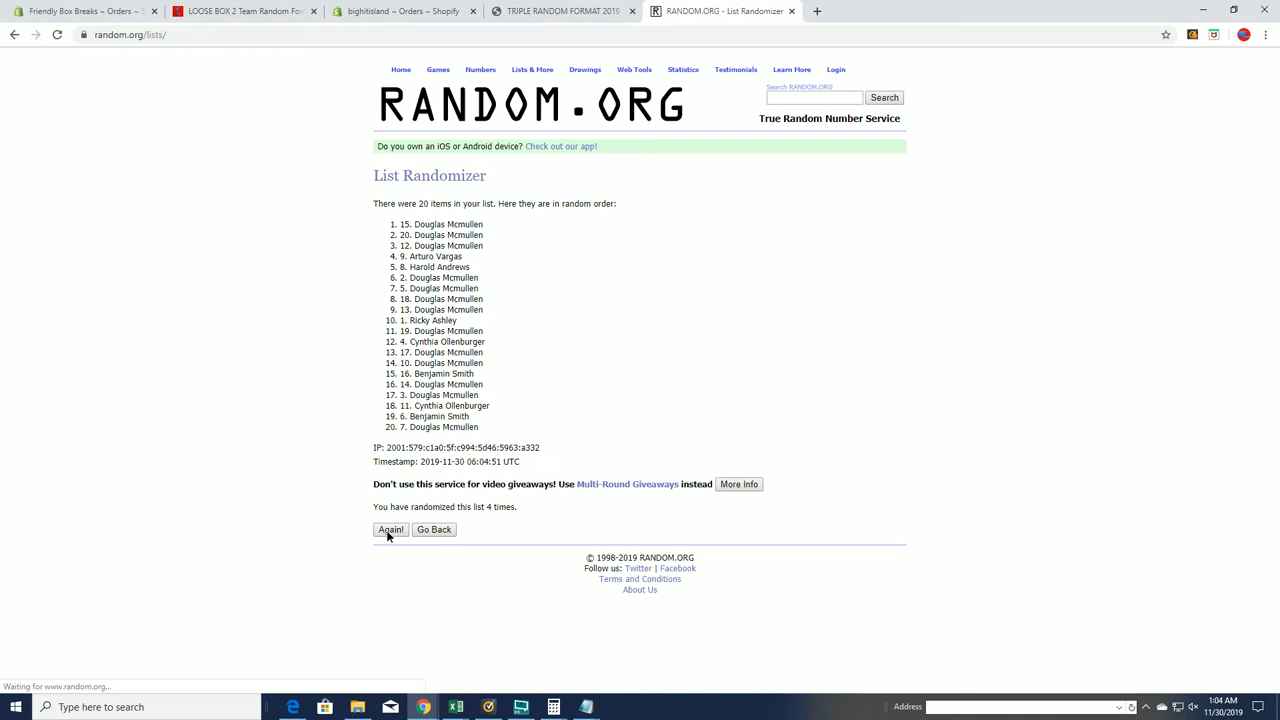 Friendly Box Breaks ~ Orders ~ S
LOOSE BOX 2 Team Random Fo
bighitisland ~ Orders ~ Shopify
TRIPLE RANDOM FORMAT 2019
RANDOM.ORG - List Randomizer
random.org/lists/
Home Games Numbers Lists & More Drawings Web Tools Statistics Testimonials Learn More Login
RANDOM.ORG
Search RANDOM.ORG
Search
True Random Number Service
Do you own an iOS or Android device? Check out our app!
List Randomizer
There were 20 items in your list. Here they are in random order:
1. 15. Douglas Mcmullen
2. 20. Douglas Mcmullen
3. 12. Douglas Mcmullen
4. 9. Arturo Vargas
5. 8. Harold Andrews
6. 2. Douglas Mcmullen
7. 5. Douglas Mcmullen
8. 18. Douglas Mcmullen
9. 13. Douglas Mcmullen
10. 1. Ricky Ashley
11. 19. Douglas Mcmullen
12. 4. Cynthia Ollenburger
13. 17. Douglas Mcmullen
14. 10. Douglas Mcmullen
15. 16. Benjamin Smith
16. 14. Douglas Mcmullen
17. 3. Douglas Mcmullen
18. 11. Cynthia Ollenburger
19. 6. Benjamin Smith
20. 7. Douglas Mcmullen
IP: 2001:579:c1a0:5f:c994:5d46:5963:a332
Timestamp: 2019-11-30 06:04:51 UTC
Don't use this service for video giveaways! Use Multi-Round Giveaways instead More Info
You have randomized this list 4 times.
Again! Go Back
© 1998-2019 RANDOM.ORG
Follow us: Twitter | Facebook
Terms and Conditions
About Us
Waiting for www.random.org...
Type here to search
Address
1:04 AM
11/30/2019